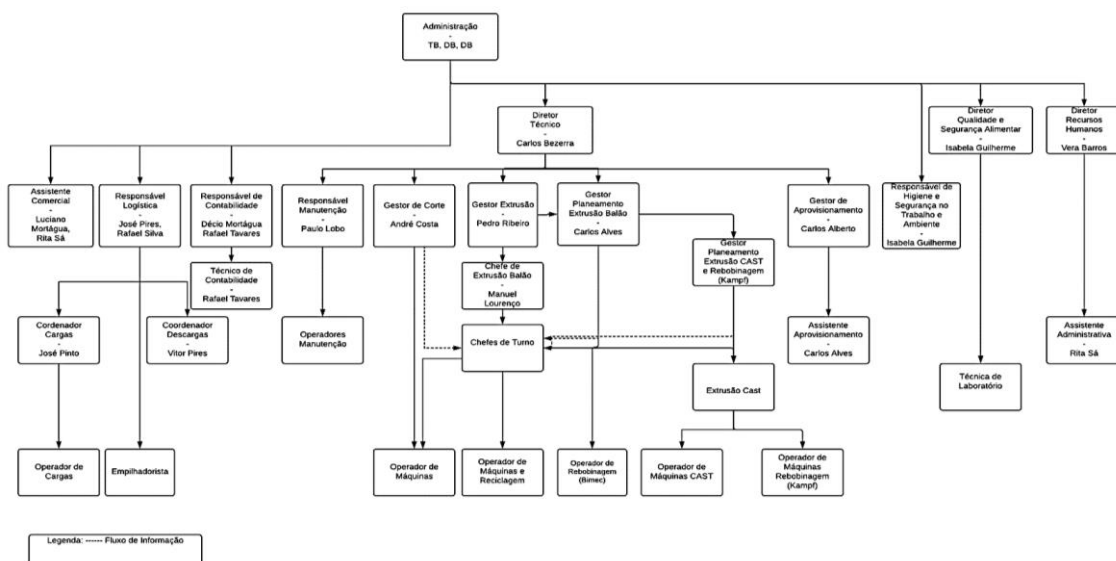 Administração
-
TB, DB, DB
Diretor
Técnico
-
Carlos Bezerra
Diretor
Qualidade e
Segurança Alimentar
-
Isabela Guilherme
Diretor
Recursos
Humanos
-
Vera Barros
Assistente
Comercial
-
Luciano
Mortágua,
Rita Sá
Responsável
Logística
-
José Pires,
Rafael Silva
Responsável de
Contabilidade
-
Décio Mortágua
Rafael Tavares
Responsável
Manutenção
-
Paulo Lobo
Gestor de Corte
-
André Costa
Gestor Extrusão
-
Pedro Ribeiro
Gestor
Planeamento
Extrusão Balão
-
Carlos Alves
Gestor
Planeamento
Extrusão CAST
e Rebobinagem
(Kampf)
Gestor
de Aprovisionamento
-
Carlos Alberto
Responsável de
Higiene e
Segurança no
Trabalho e
Ambiente
-
Isabela Guilherme
Técnico de
Contabilidade
-
Rafael Tavares
Chefe de
Extrusão Balão
-
Manuel
Lourenço
Cordenador
Cargas
-
José Pinto
Coordenador
Descargas
-
Vitor Pires
Operadores
Manutenção
Chefes de Turno
Assistente
Aprovisionamento
-
Carlos Alves
Assistente
Administrativa
-
Rita Sá
Extrusão Cast
Técnica de
Laboratório
Operador de
Cargas
Empilhadorista
Operador de
Máquinas
Operador de
Máquinas e
Reciclagem
Operador de
Rebobinagem
(Bimec)
Operador de
Máquinas CAST
Operador de
Máquinas
Rebobinagem
(Kampf)
Legenda: ------ Fluxo de Informação